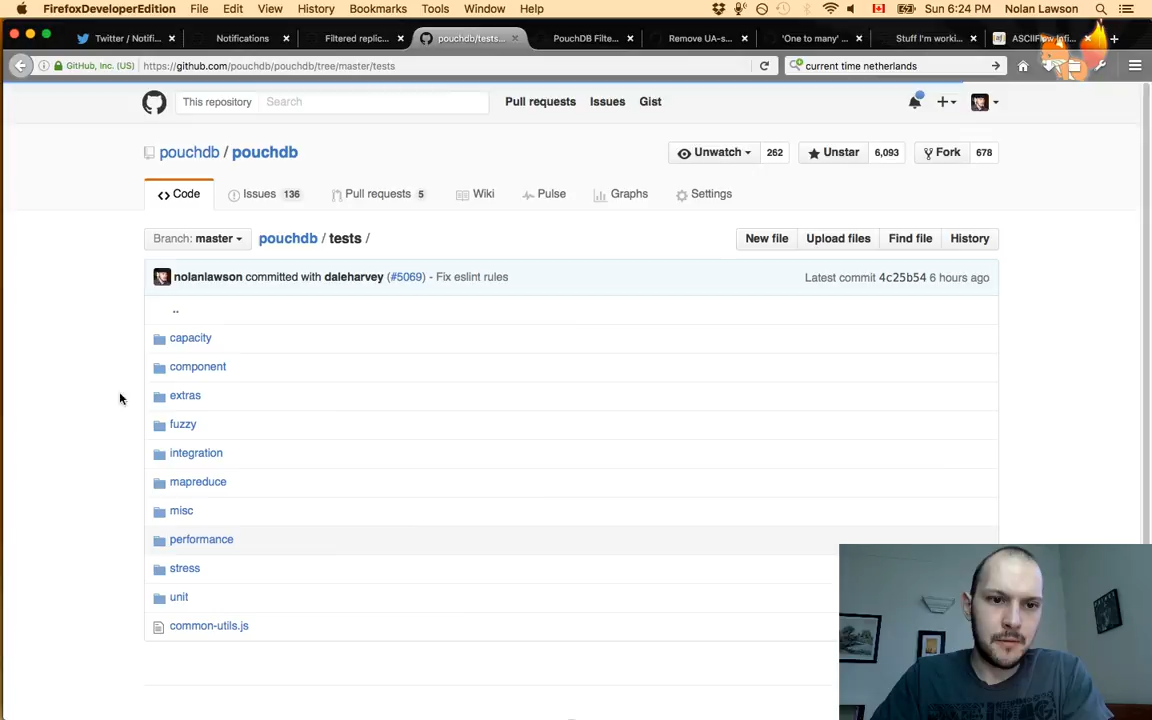 FirefoxDeveloperEdition File Edit View History Bookmarks Tools Window Help Sun 6:24 PM Nolan Lawson
Twitter / Notifi... Notifications Filtered replic... pouchdb/tests... PouchDB Filte... Remove UA-s... 'One to many' ... Stuff I'm workin...
GitHub, Inc. (US) https://github.com/pouchdb/pouchdb/tree/master/tests current time netherlands
This repository Search Pull requests Issues Gist
pouchdb / pouchdb Unwatch 262 Unstar 6,093 Fork 678
Code Issues 136 Pull requests 5 Wiki Pulse Graphs Settings
Branch: master pouchdb / tests / New file Upload files Find file History
nolanlawson committed with daleharvey (#5069) - Fix eslint rules Latest commit 4c25b54 6 hours ago
..
capacity
component
extras
fuzzy
integration
mapreduce
misc
performance
stress
unit
common-utils.js